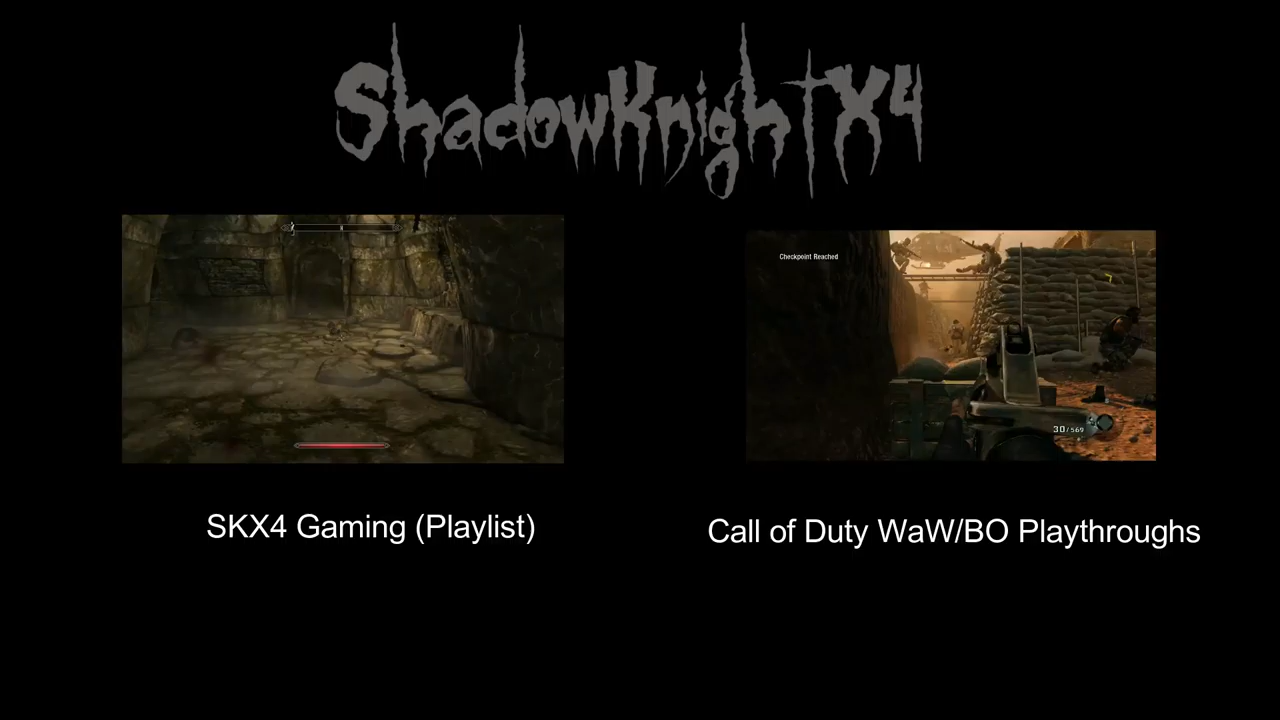 ShadowKnightX4
Checkpoint Reached
30/569
SKX4 Gaming (Playlist)
Call of Duty WaW/BO Playthroughs